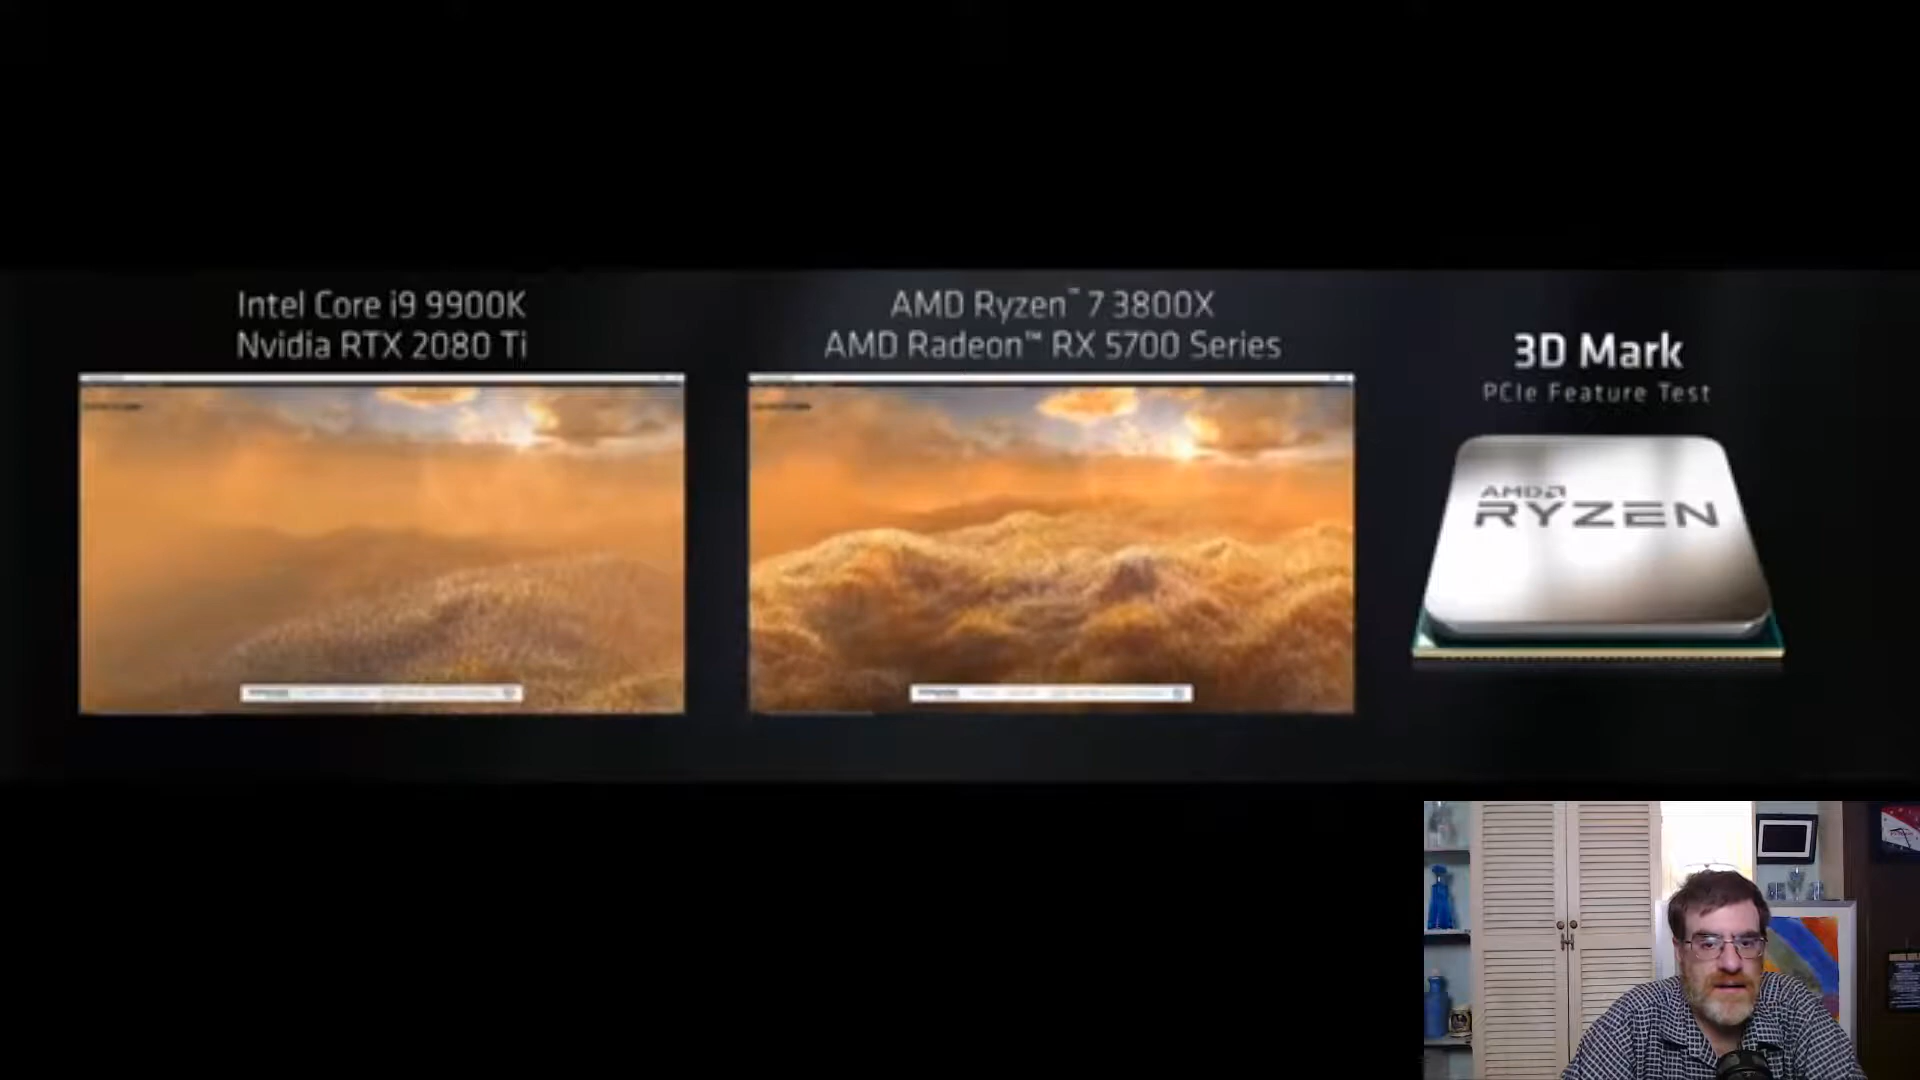 Intel Core i9 9900K
Nvidia RTX 2080 Ti
AMD Ryzen™ 7 3800X
AMD Radeon™ RX 5700 Series
3D Mark
PCIe Feature Test
AMD
RYZEN